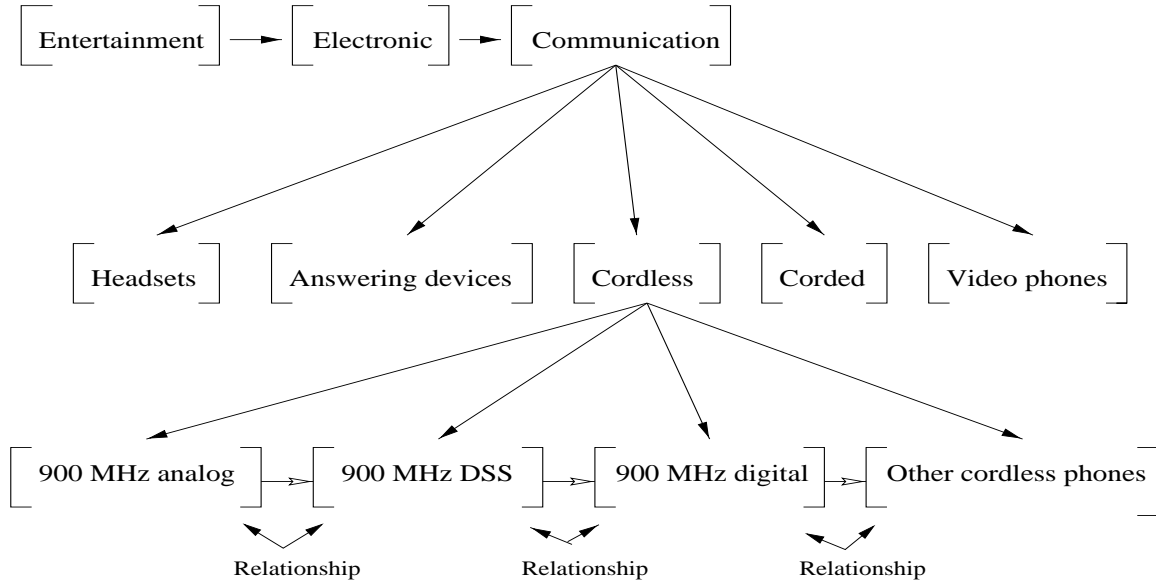 Entertainment Electronic Communication
Headsets Answering devices Cordless Corded Video phones
900 MHz analog 900 MHz DSS 900 MHz digital Other cordless phones
Relationship Relationship Relationship